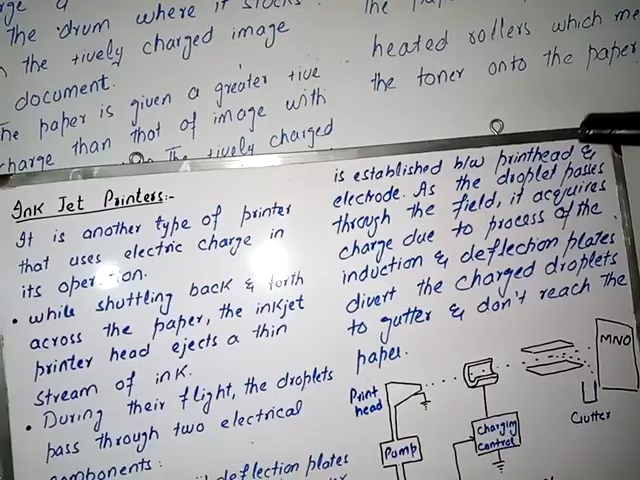 The drum where it
the +ively charged image
document.
The paper is given a greater +ive
charge than that of image with
The +ively charged
The
heated rollers which me
the toner onto the paper
Ink Jet Printers:-
It is another type of printer
that uses electric charge in
its operation.
• while shuttling back & forth
across the paper, the inkjet
printer head ejects a thin
stream of ink.
• During their flight, the droplets
pass through two electrical
components:
deflection plates
is established b/w printhead &
electrode. As the droplet passes
through the field, it acquires
charge due to process of
induction & deflection plates
divert the charged droplets
to gutter & don't reach the
paper.
Print
head
Pump
Charging
control
MNO
Gutter